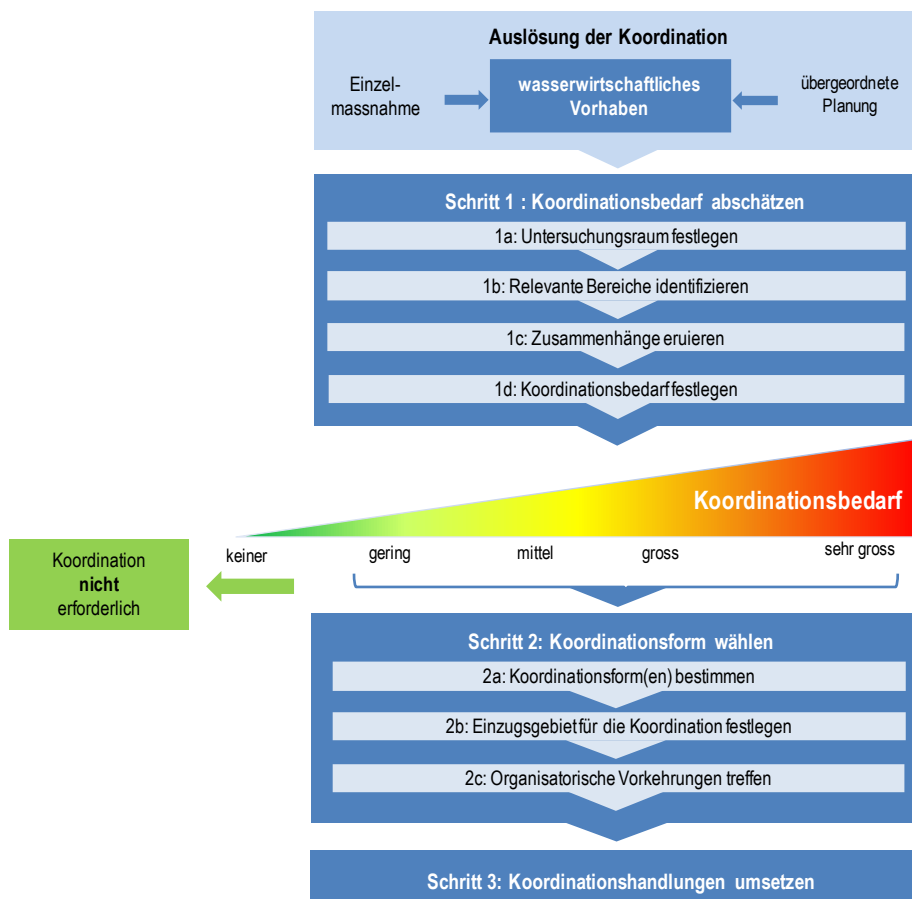 Auslösung der Koordination
Einzel-
massnahme
wasserwirtschaftliches
Vorhaben
übergeordnete
Planung
Schritt 1 : Koordinationsbedarf abschätzen
1a: Untersuchungsraum festlegen
1b: Relevante Bereiche identifizieren
1c: Zusammenhänge eruieren
1d: Koordinationsbedarf festlegen
Koordinationsbedarf
keiner
gering
mittel
gross
sehr gross
Koordination
nicht
erforderlich
Schritt 2: Koordinationsform wählen
2a: Koordinationsform(en) bestimmen
2b: Einzugsgebiet für die Koordination festlegen
2c: Organisatorische Vorkehrungen treffen
Schritt 3: Koordinationshandlungen umsetzen